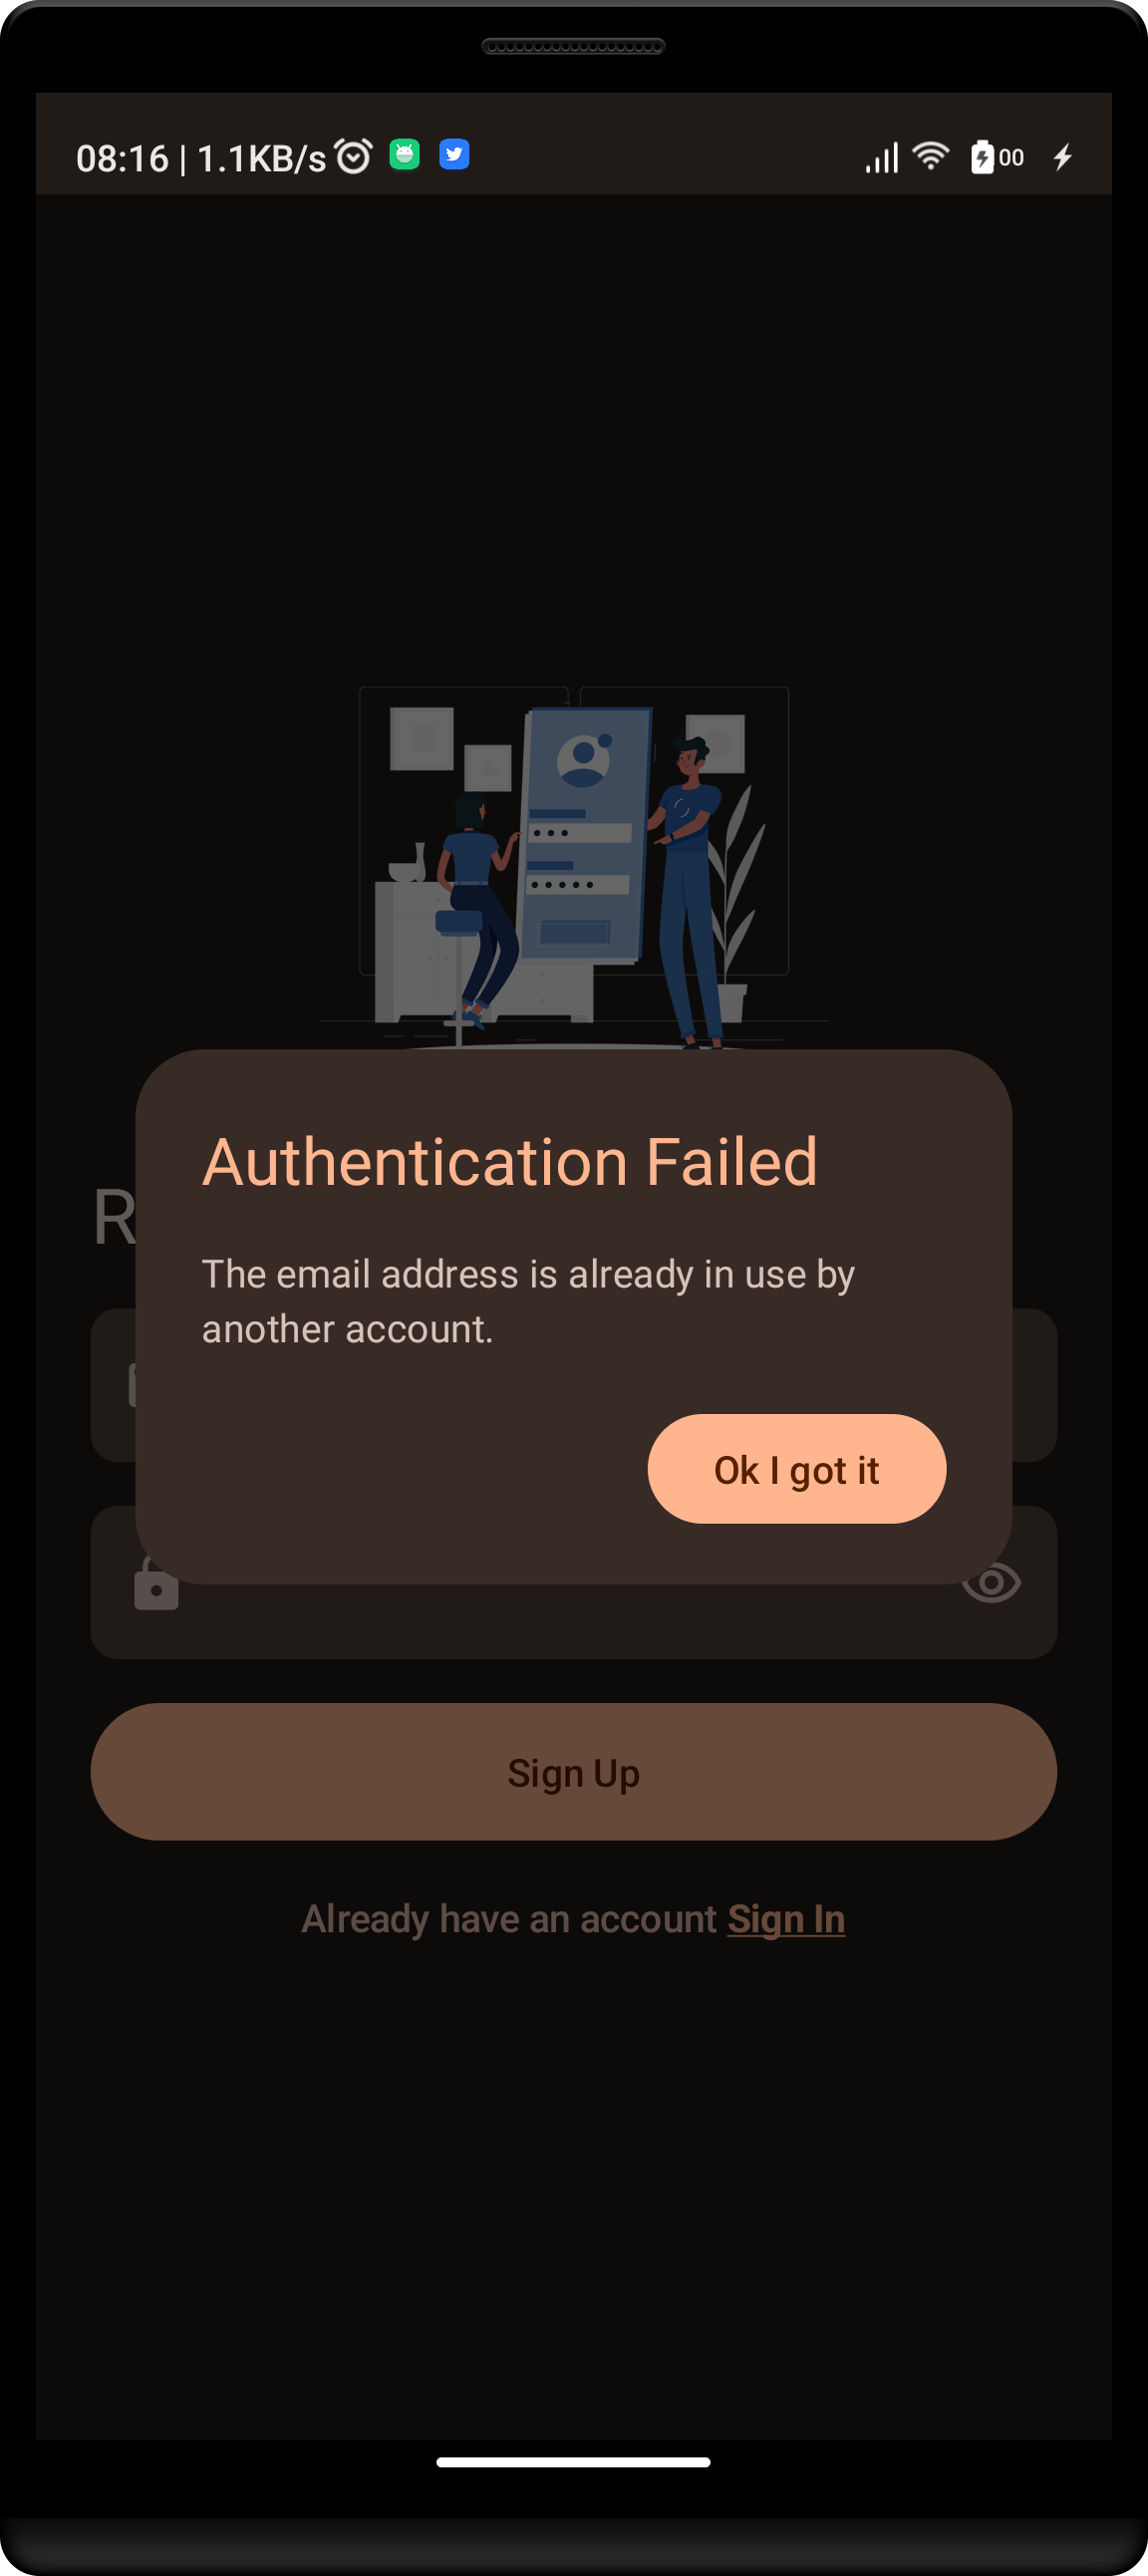 08:16 | 1.1KB/s
00
Authentication Failed
The email address is already in use by
another account.
Ok I got it
Sign Up
Already have an account Sign In